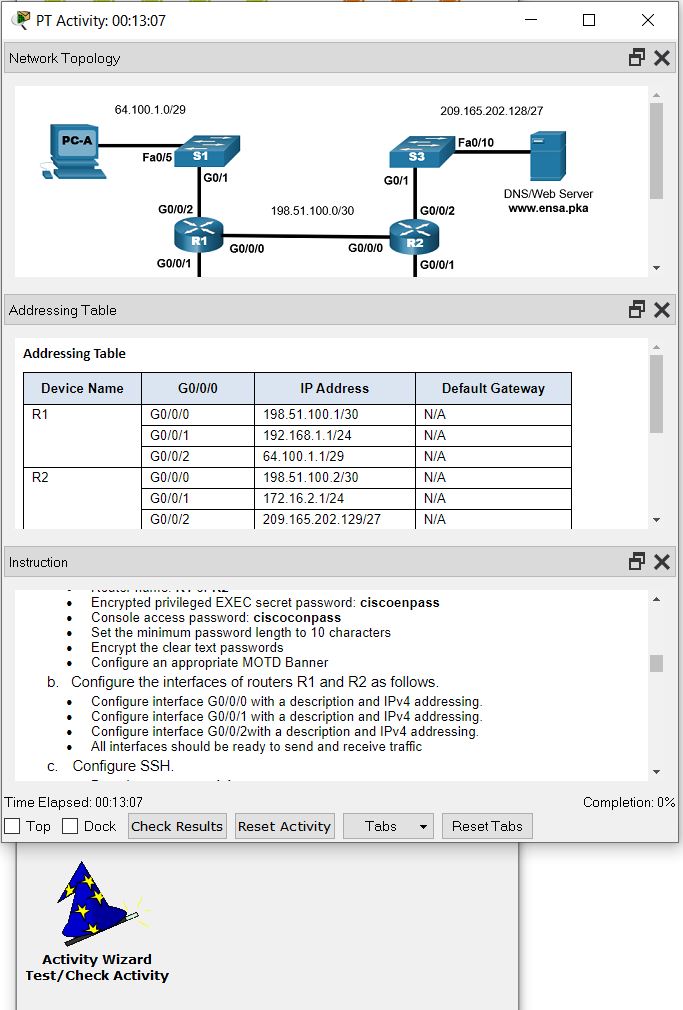 PT Activity: 00:13:07
Network Topology
64.100.1.0/29
209.165.202.128/27
PC-A
Fa0/5
S1
S3
Fa0/10
G0/1
G0/1
DNS/Web Server
www.ensa.pka
G0/0/2
198.51.100.0/30
G0/0/2
R1
G0/0/0
G0/0/0
R2
G0/0/1
G0/0/1
Addressing Table
Addressing Table
Device Name G0/0/0 IP Address Default Gateway
R1 G0/0/0 198.51.100.1/30 N/A
G0/0/1 192.168.1.1/24 N/A
G0/0/2 64.100.1.1/29 N/A
R2 G0/0/0 198.51.100.2/30 N/A
G0/0/1 172.16.2.1/24 N/A
G0/0/2 209.165.202.129/27 N/A
Instruction
• Router name: R1 or R2
• Encrypted privileged EXEC secret password: ciscoenpass
• Console access password: ciscoconpass
• Set the minimum password length to 10 characters
• Encrypt the clear text passwords
• Configure an appropriate MOTD Banner
b. Configure the interfaces of routers R1 and R2 as follows.
• Configure interface G0/0/0 with a description and IPv4 addressing.
• Configure interface G0/0/1 with a description and IPv4 addressing.
• Configure interface G0/0/2with a description and IPv4 addressing.
• All interfaces should be ready to send and receive traffic
c. Configure SSH.
Time Elapsed: 00:13:07 Completion: 0%
Top Dock Check Results Reset Activity Tabs Reset Tabs
Activity Wizard
Test/Check Activity